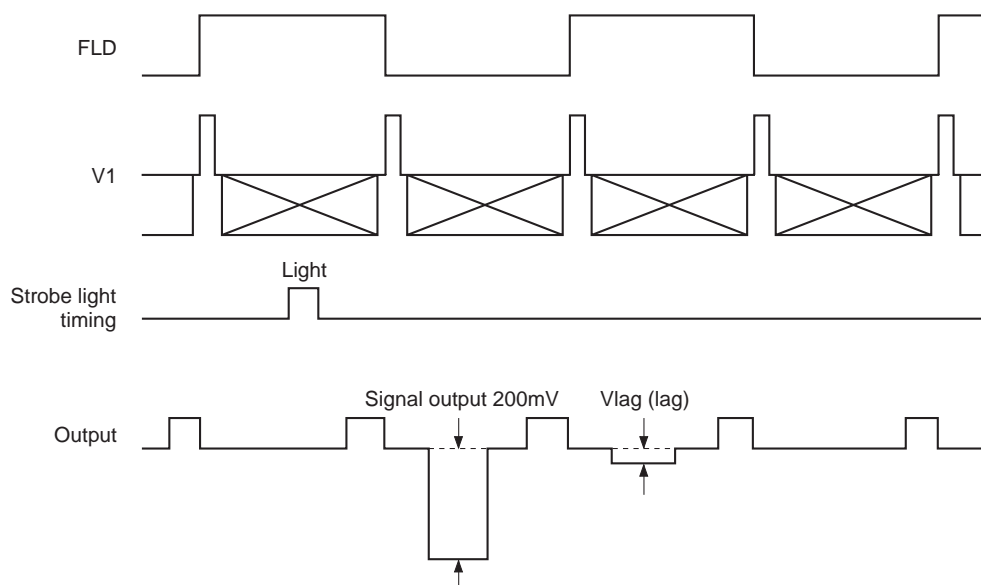 FLD
V1
Light
Strobe light
timing
Signal output 200mV
Vlag (lag)
Output